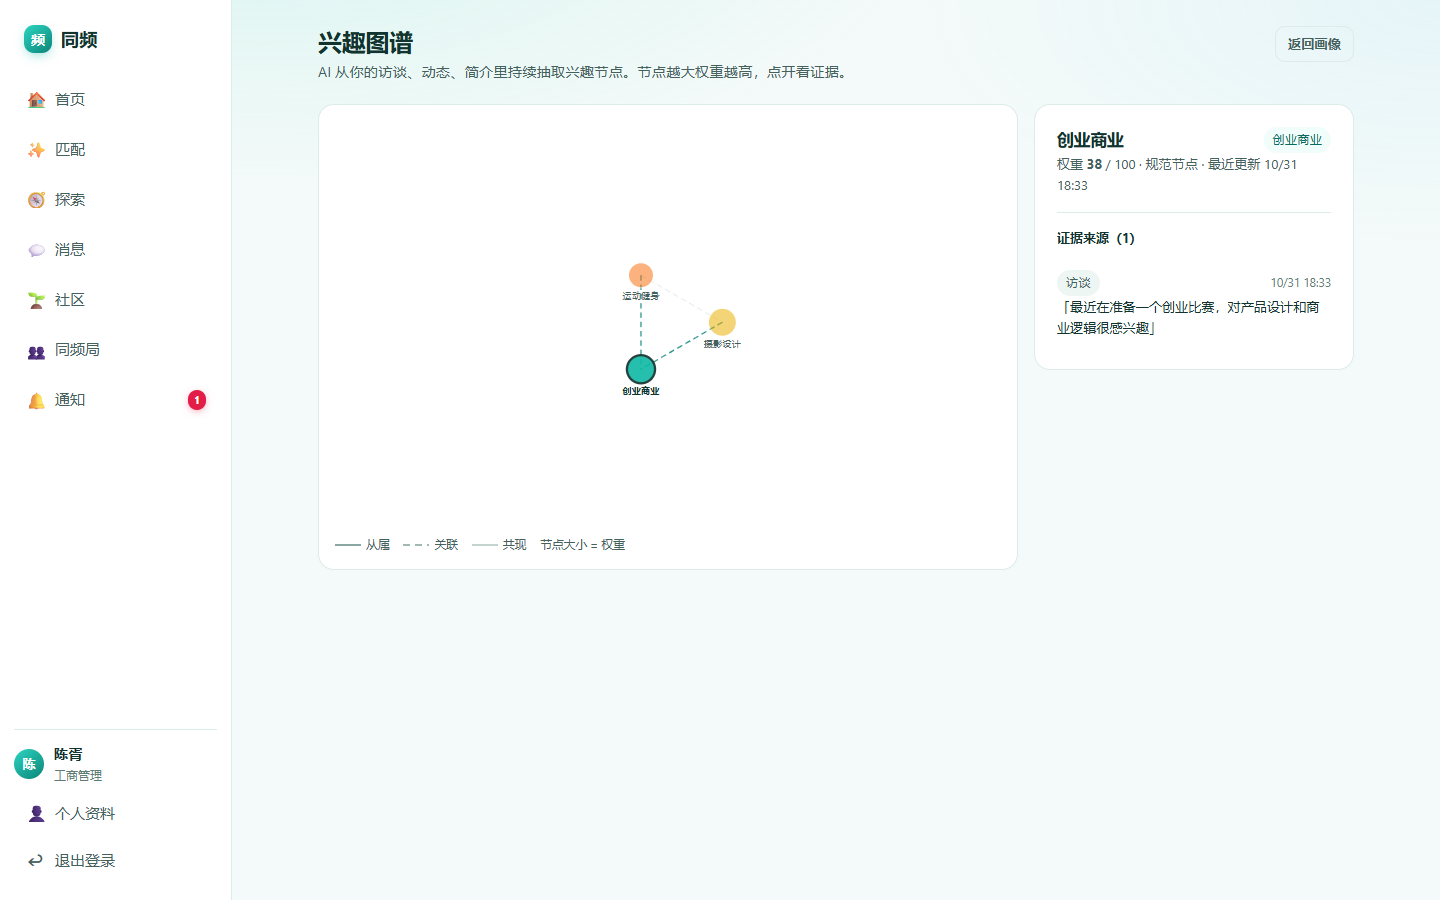 频 同频
首页
匹配
探索
消息
社区
同频局
通知 1
陈 陈胥
工商管理
个人资料
退出登录
兴趣图谱
返回画像
AI 从你的访谈、动态、简介里持续抽取兴趣节点。节点越大权重越高，点开看证据。
运动健身
摄影设计
创业商业
从属 关联 共现 节点大小 = 权重
创业商业 创业商业
权重 38 / 100 · 规范节点 · 最近更新 10/31
18:33
证据来源（1）
访谈 10/31 18:33
「最近在准备一个创业比赛，对产品设计和商
业逻辑很感兴趣」